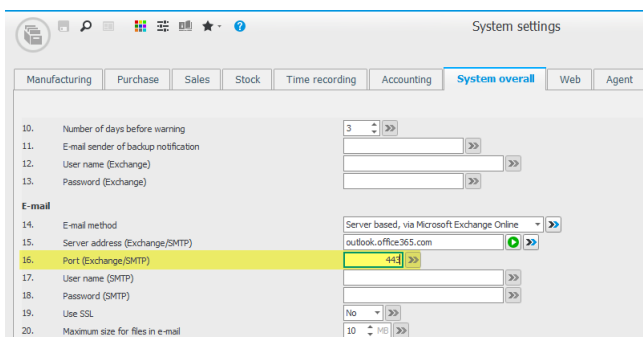 System settings
Manufacturing Purchase Sales Stock Time recording Accounting System overall Web Agent
10. Number of days before warning 3
11. E-mail sender of backup notification
12. User name (Exchange)
13. Password (Exchange)
E-mail
14. E-mail method Server based, via Microsoft Exchange Online
15. Server address (Exchange/SMTP) outlook.office365.com
16. Port (Exchange/SMTP) 443
17. User name (SMTP)
18. Password (SMTP)
19. Use SSL No
20. Maximum size for files in e-mail 10 MB